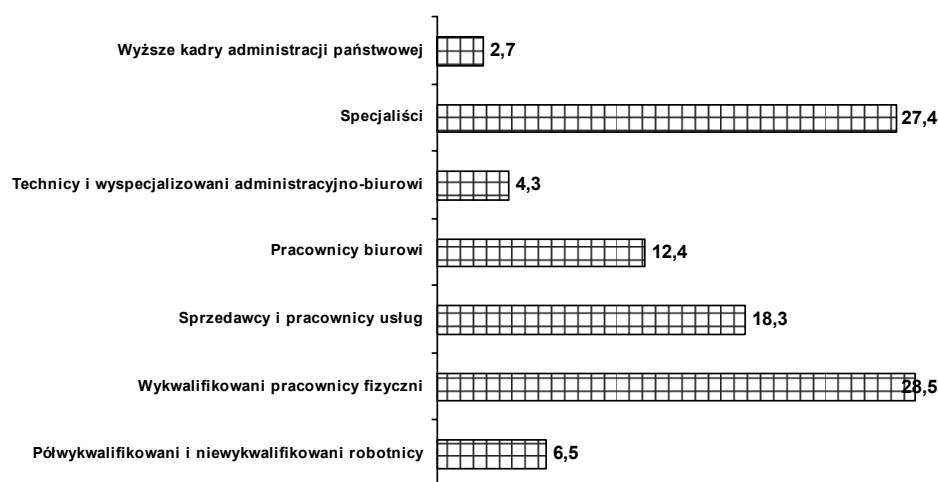 Wyższe kadry administracji państwowej 2,7
Specjaliści 27,4
Technicy i wyspecjalizowani administracyjno-biurowi 4,3
Pracownicy biurowi 12,4
Sprzedawcy i pracownicy usług 18,3
Wykwalifikowani pracownicy fizyczni 28,5
Półwykwalifikowani i niewykwalifikowani robotnicy 6,5